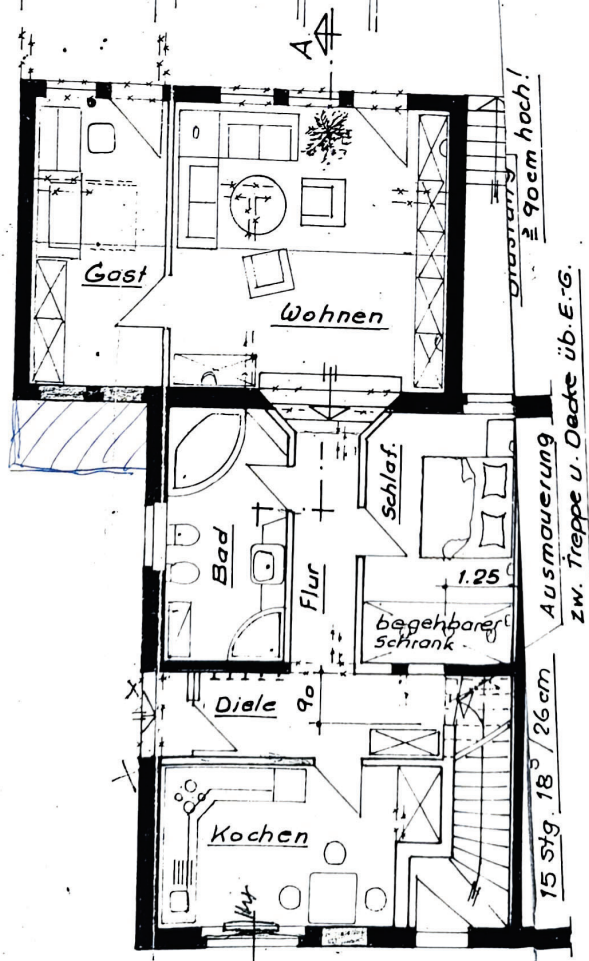 A
Gast
Wohnen
≧ 90cm hoch!
Bad
Flur
Schlaf.
1.25
begehbarer
Schrank
Diele
90
Kochen
15 Stg. 18⁵/26cm
Ausmauerung
zw. Treppe u. Decke üb. E.-G.